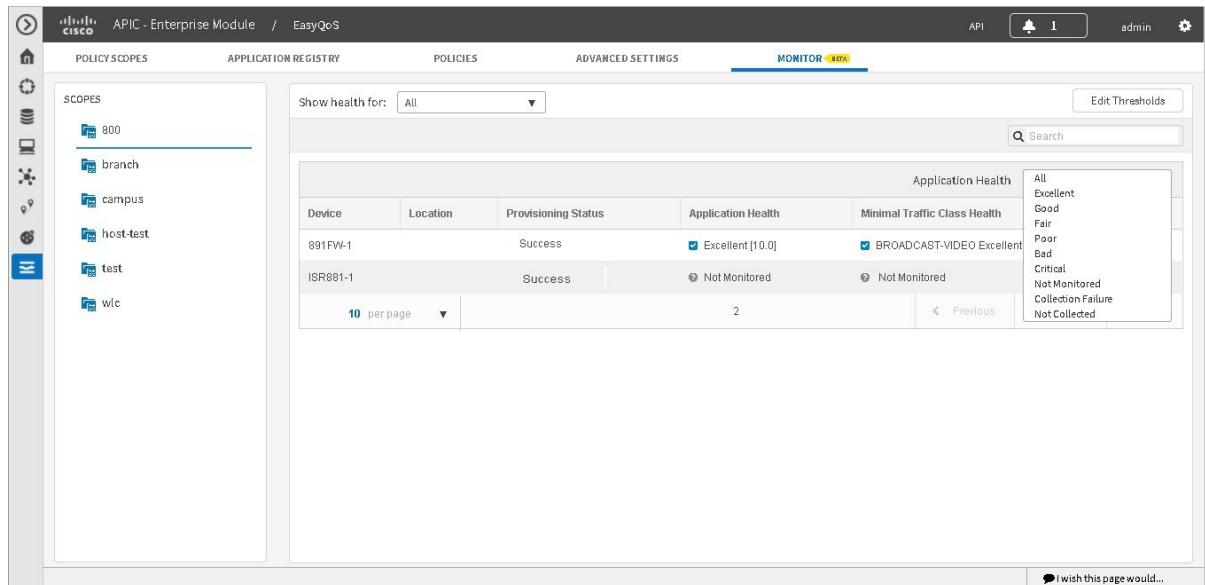 CISCO APIC - Enterprise Module / EasyQoS API 1 admin
POLICY SCOPES APPLICATION REGISTRY POLICIES ADVANCED SETTINGS MONITOR BETA
SCOPES
800
branch
campus
host-test
test
wlc
Show health for: All
Edit Thresholds
Search
Application Health
All
Excellent
Good
Fair
Poor
Bad
Critical
Not Monitored
Collection Failure
Not Collected
Device Location Provisioning Status Application Health Minimal Traffic Class Health
891FW-1 Success Excellent [10.0] BROADCAST-VIDEO Excellent
ISR881-1 Success Not Monitored Not Monitored
10 per page 2 Previous
I wish this page would...